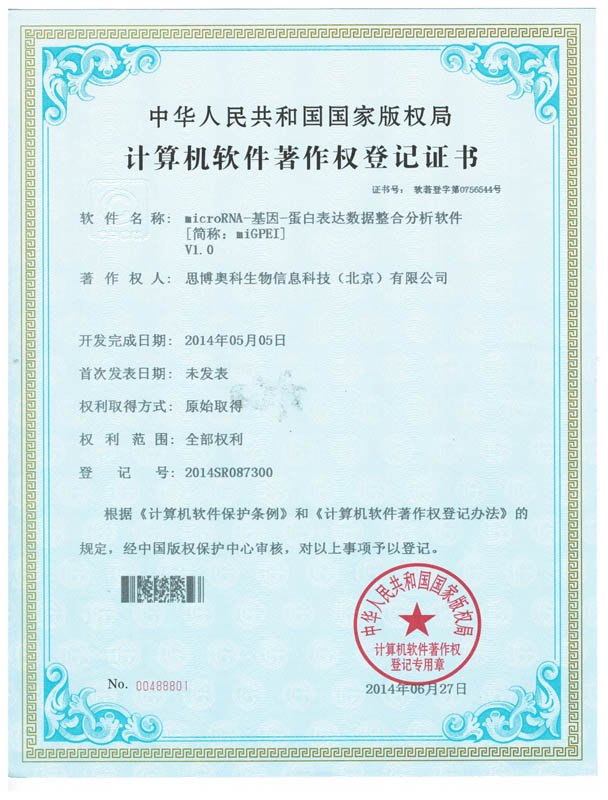 中华人民共和国国家版权局
计算机软件著作权登记证书
证书号: 软著登字第0756544号
软件名称: microRNA-基因-蛋白表达数据整合分析软件
[简称: miGPEI]
V1.0
著作权人: 思博奥科生物信息科技（北京）有限公司
开发完成日期: 2014年05月05日
首次发表日期: 未发表
权利取得方式: 原始取得
权利范围: 全部权利
登记号: 2014SR087300
根据《计算机软件保护条例》和《计算机软件著作权登记办法》的
规定，经中国版权保护中心审核，对以上事项予以登记。
中华人民共和国国家版权局
计算机软件著作权
登记专用章
No. 00488801
2014年06月27日